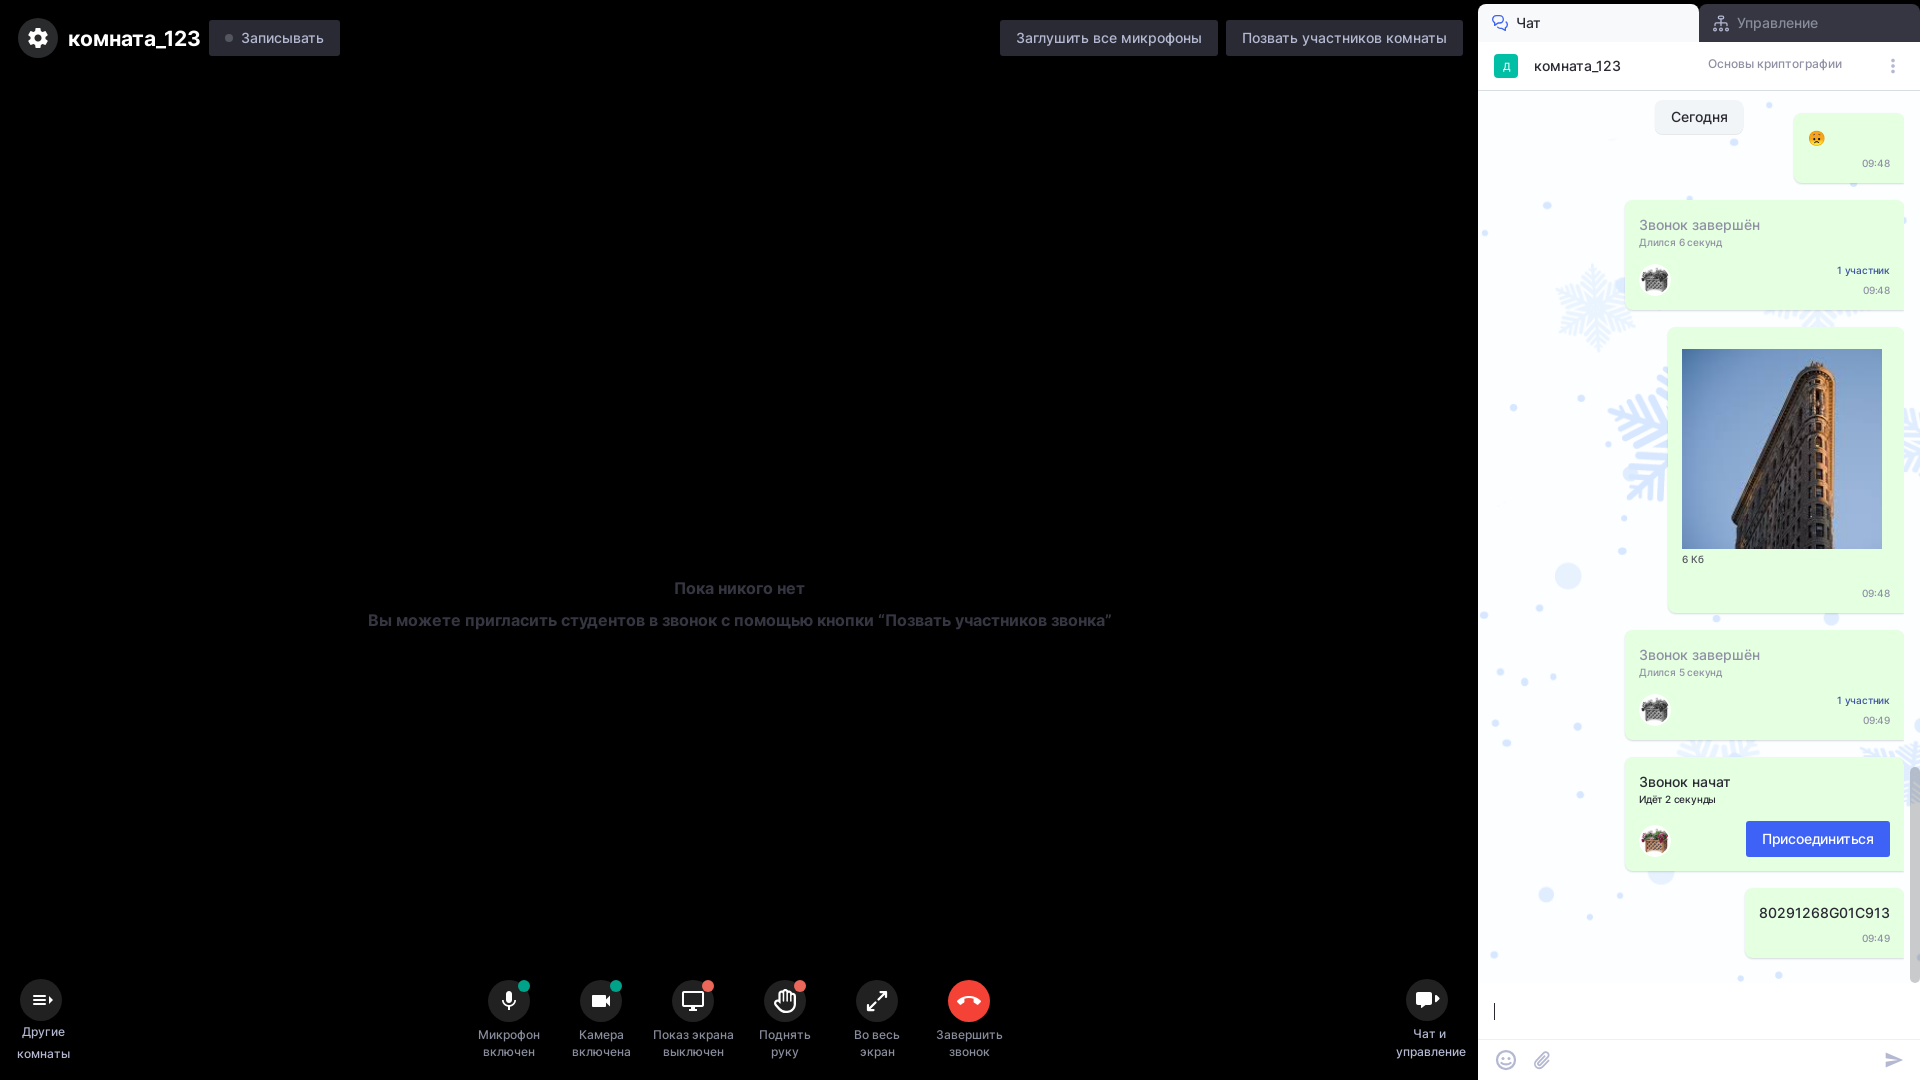 комната_123
Записывать
Заглушить все микрофоны
Позвать участников комнаты
Пока никого нет
Вы можете пригласить студентов в звонок с помощью кнопки “Позвать участников звонка”
Другие
комнаты
Микрофон
включен
Камера
включена
Показ экрана
выключен
Поднять
руку
Во весь
экран
Завершить
звонок
Чат и
управление
Чат
Управление
Д
комната_123
Основы криптографии
Сегодня
09:48
Звонок завершён
Длился 6 секунд
1 участник
09:48
6 Кб
09:48
Звонок завершён
Длился 5 секунд
1 участник
09:49
Звонок начат
Идёт 2 секунды
Присоединиться
80291268G01C913
09:49